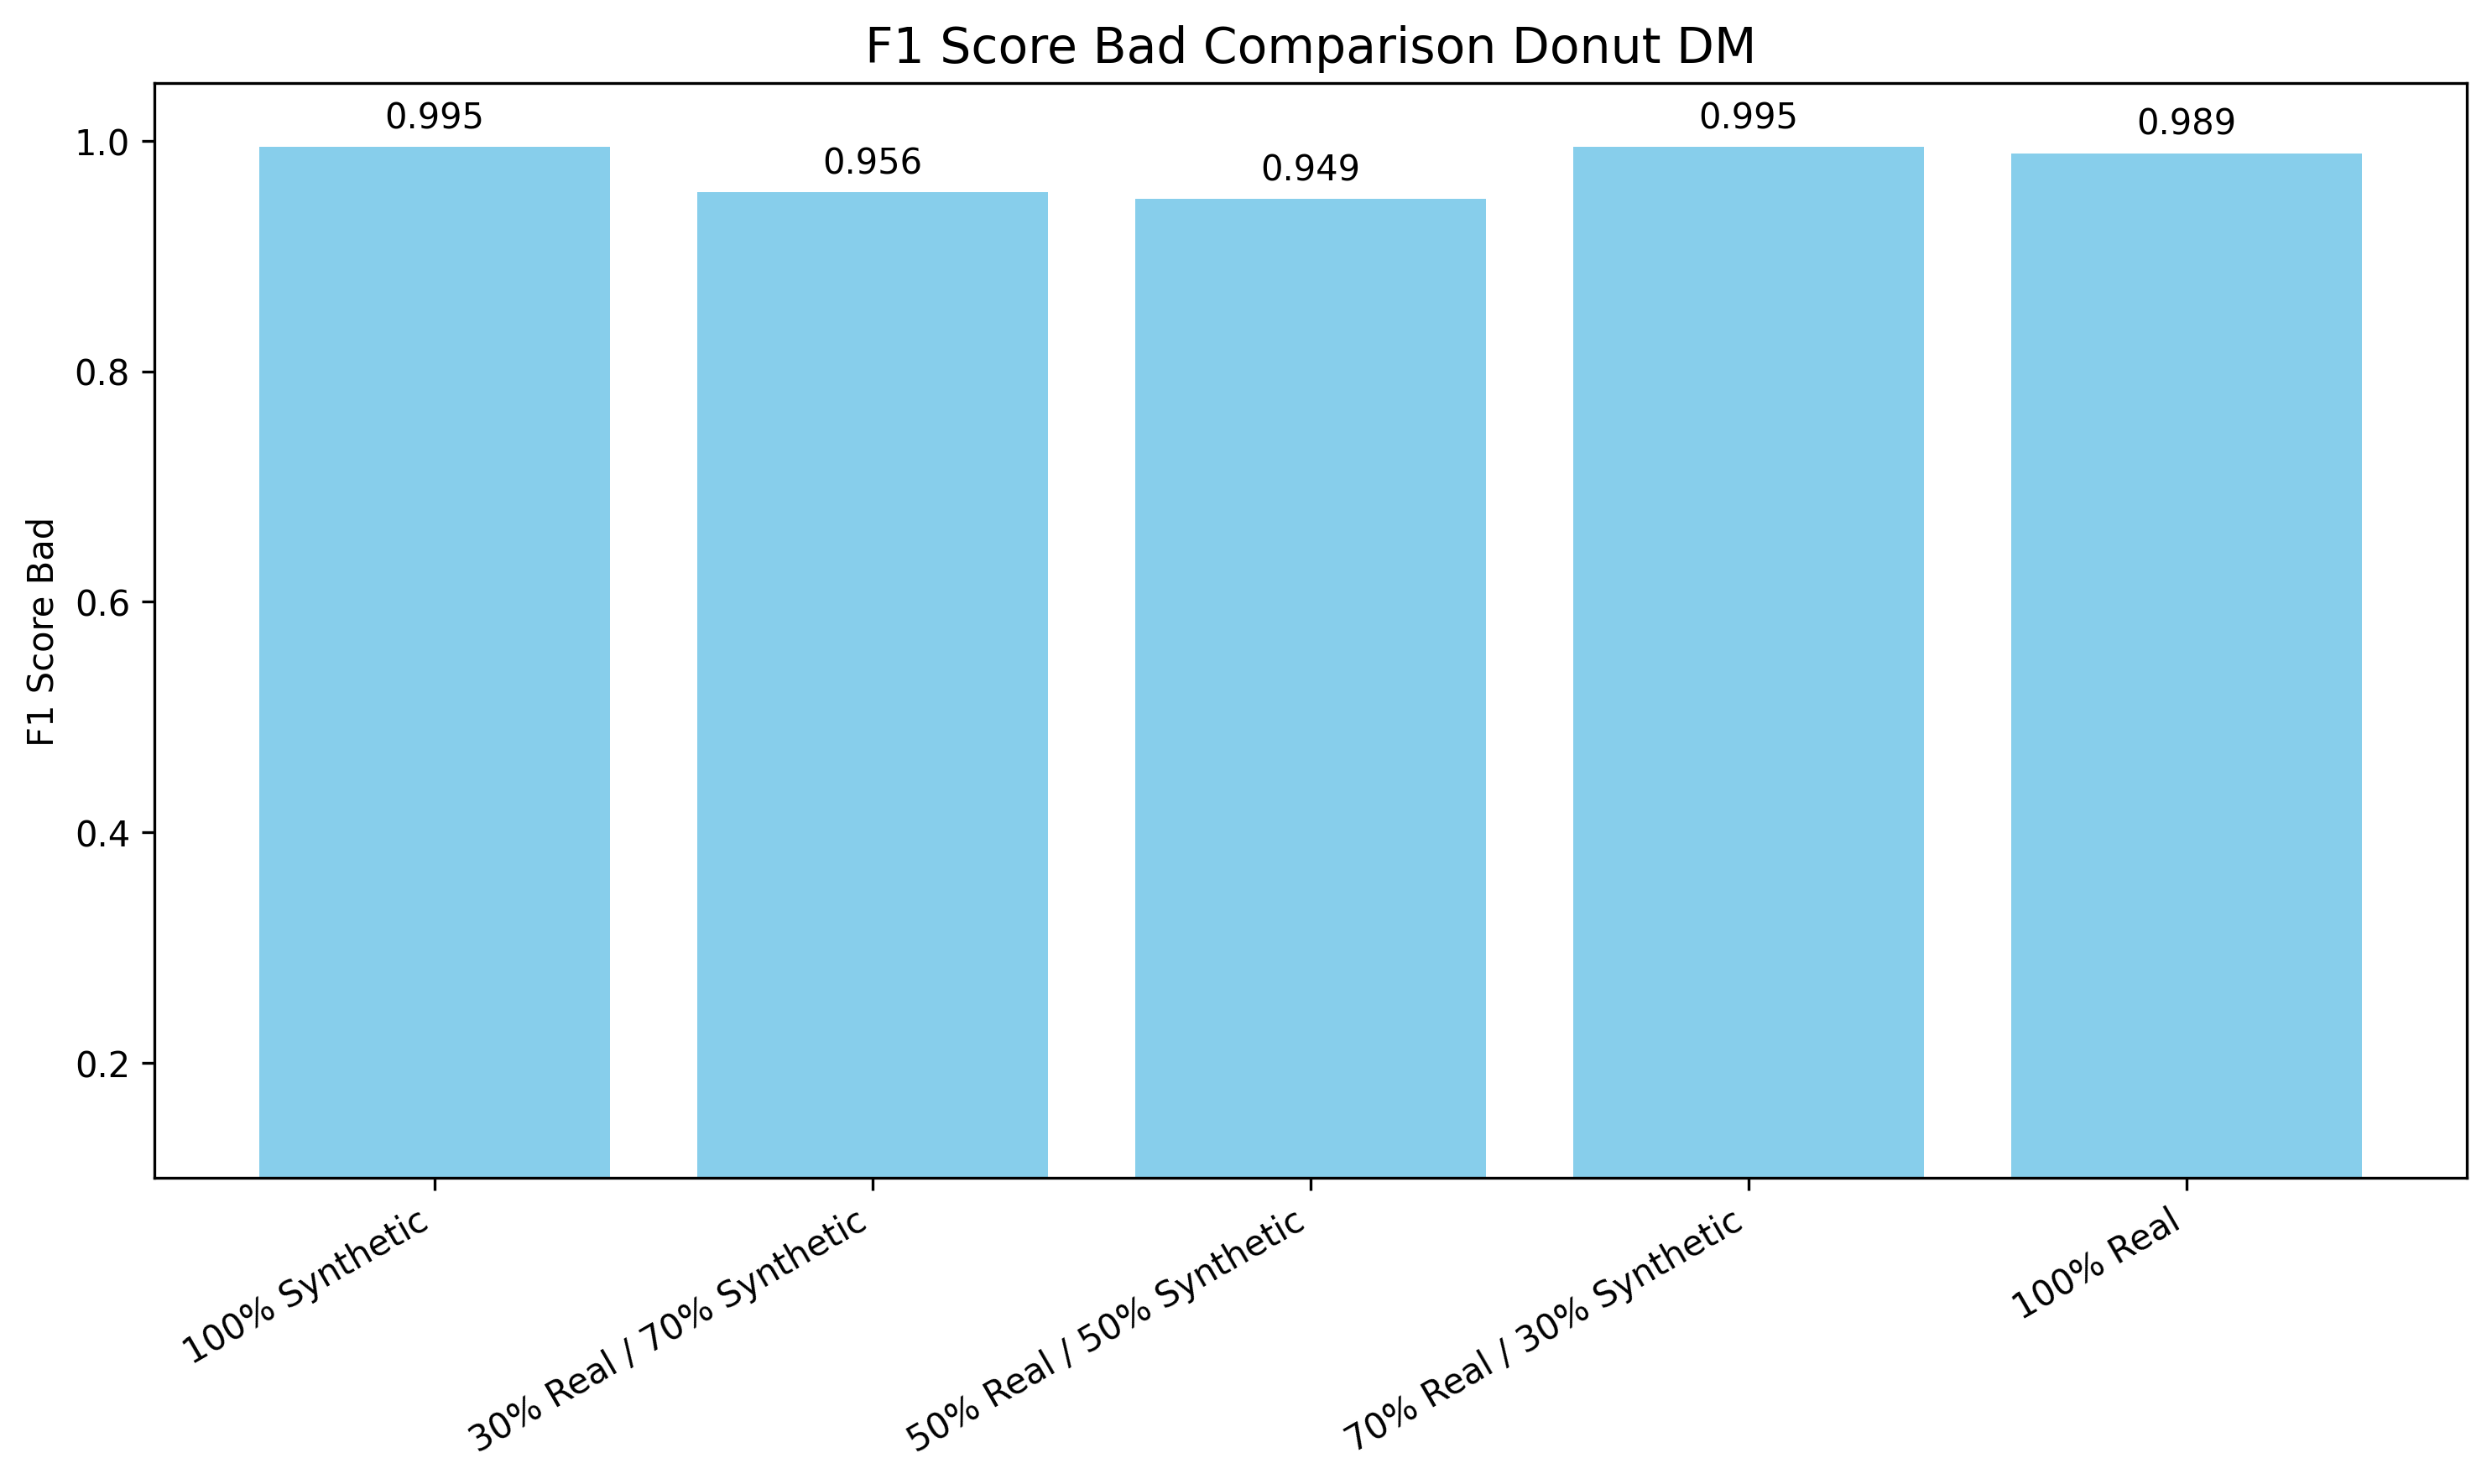 F1 Score Bad Comparison Donut DM
0.995
0.956
0.949
0.995
0.989
1.0
0.8
0.6
0.4
0.2
F1 Score Bad
100% Synthetic
30% Real / 70% Synthetic
50% Real / 50% Synthetic
70% Real / 30% Synthetic
100% Real